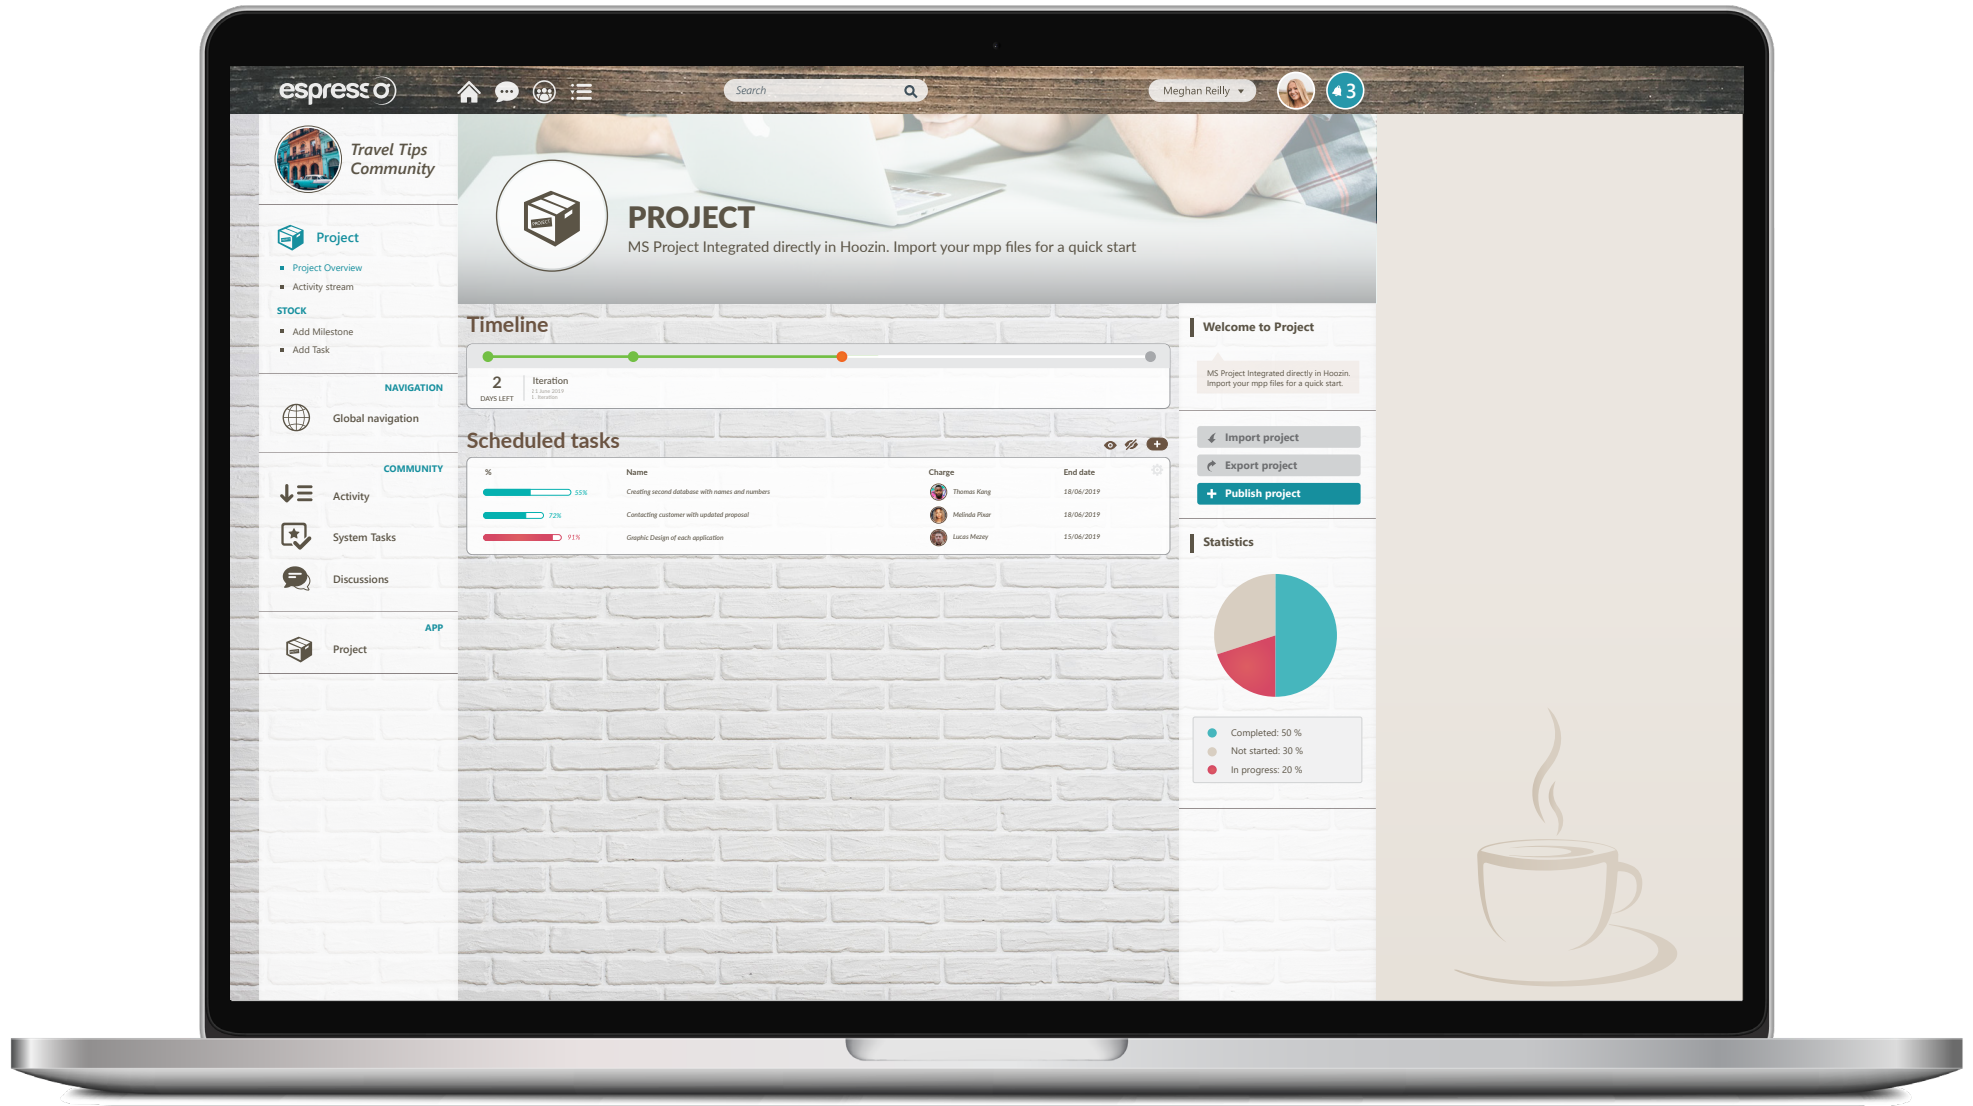 espresso
Search
Meghan Reilly
3
Travel Tips
Community
Project
Project Overview
Activity stream
STOCK
Add Milestone
Add Task
NAVIGATION
Global navigation
COMMUNITY
Activity
System Tasks
Discussions
APP
Project
PROJECT
MS Project Integrated directly in Hoozin. Import your mpp files for a quick start
Timeline
2
DAYS LEFT
Iteration
21 June 2019
1. Iteration
Scheduled tasks
% Name Charge End date
55% Creating second database with names and numbers Thomas Kang 18/06/2019
72% Contacting customer with updated proposal Melinda Pixar 18/06/2019
91% Graphic Design of each application Lucas Mezey 15/06/2019
Welcome to Project
MS Project Integrated directly in Hoozin.
Import your mpp files for a quick start.
Import project
Export project
Publish project
Statistics
Completed: 50 %
Not started: 30 %
In progress: 20 %